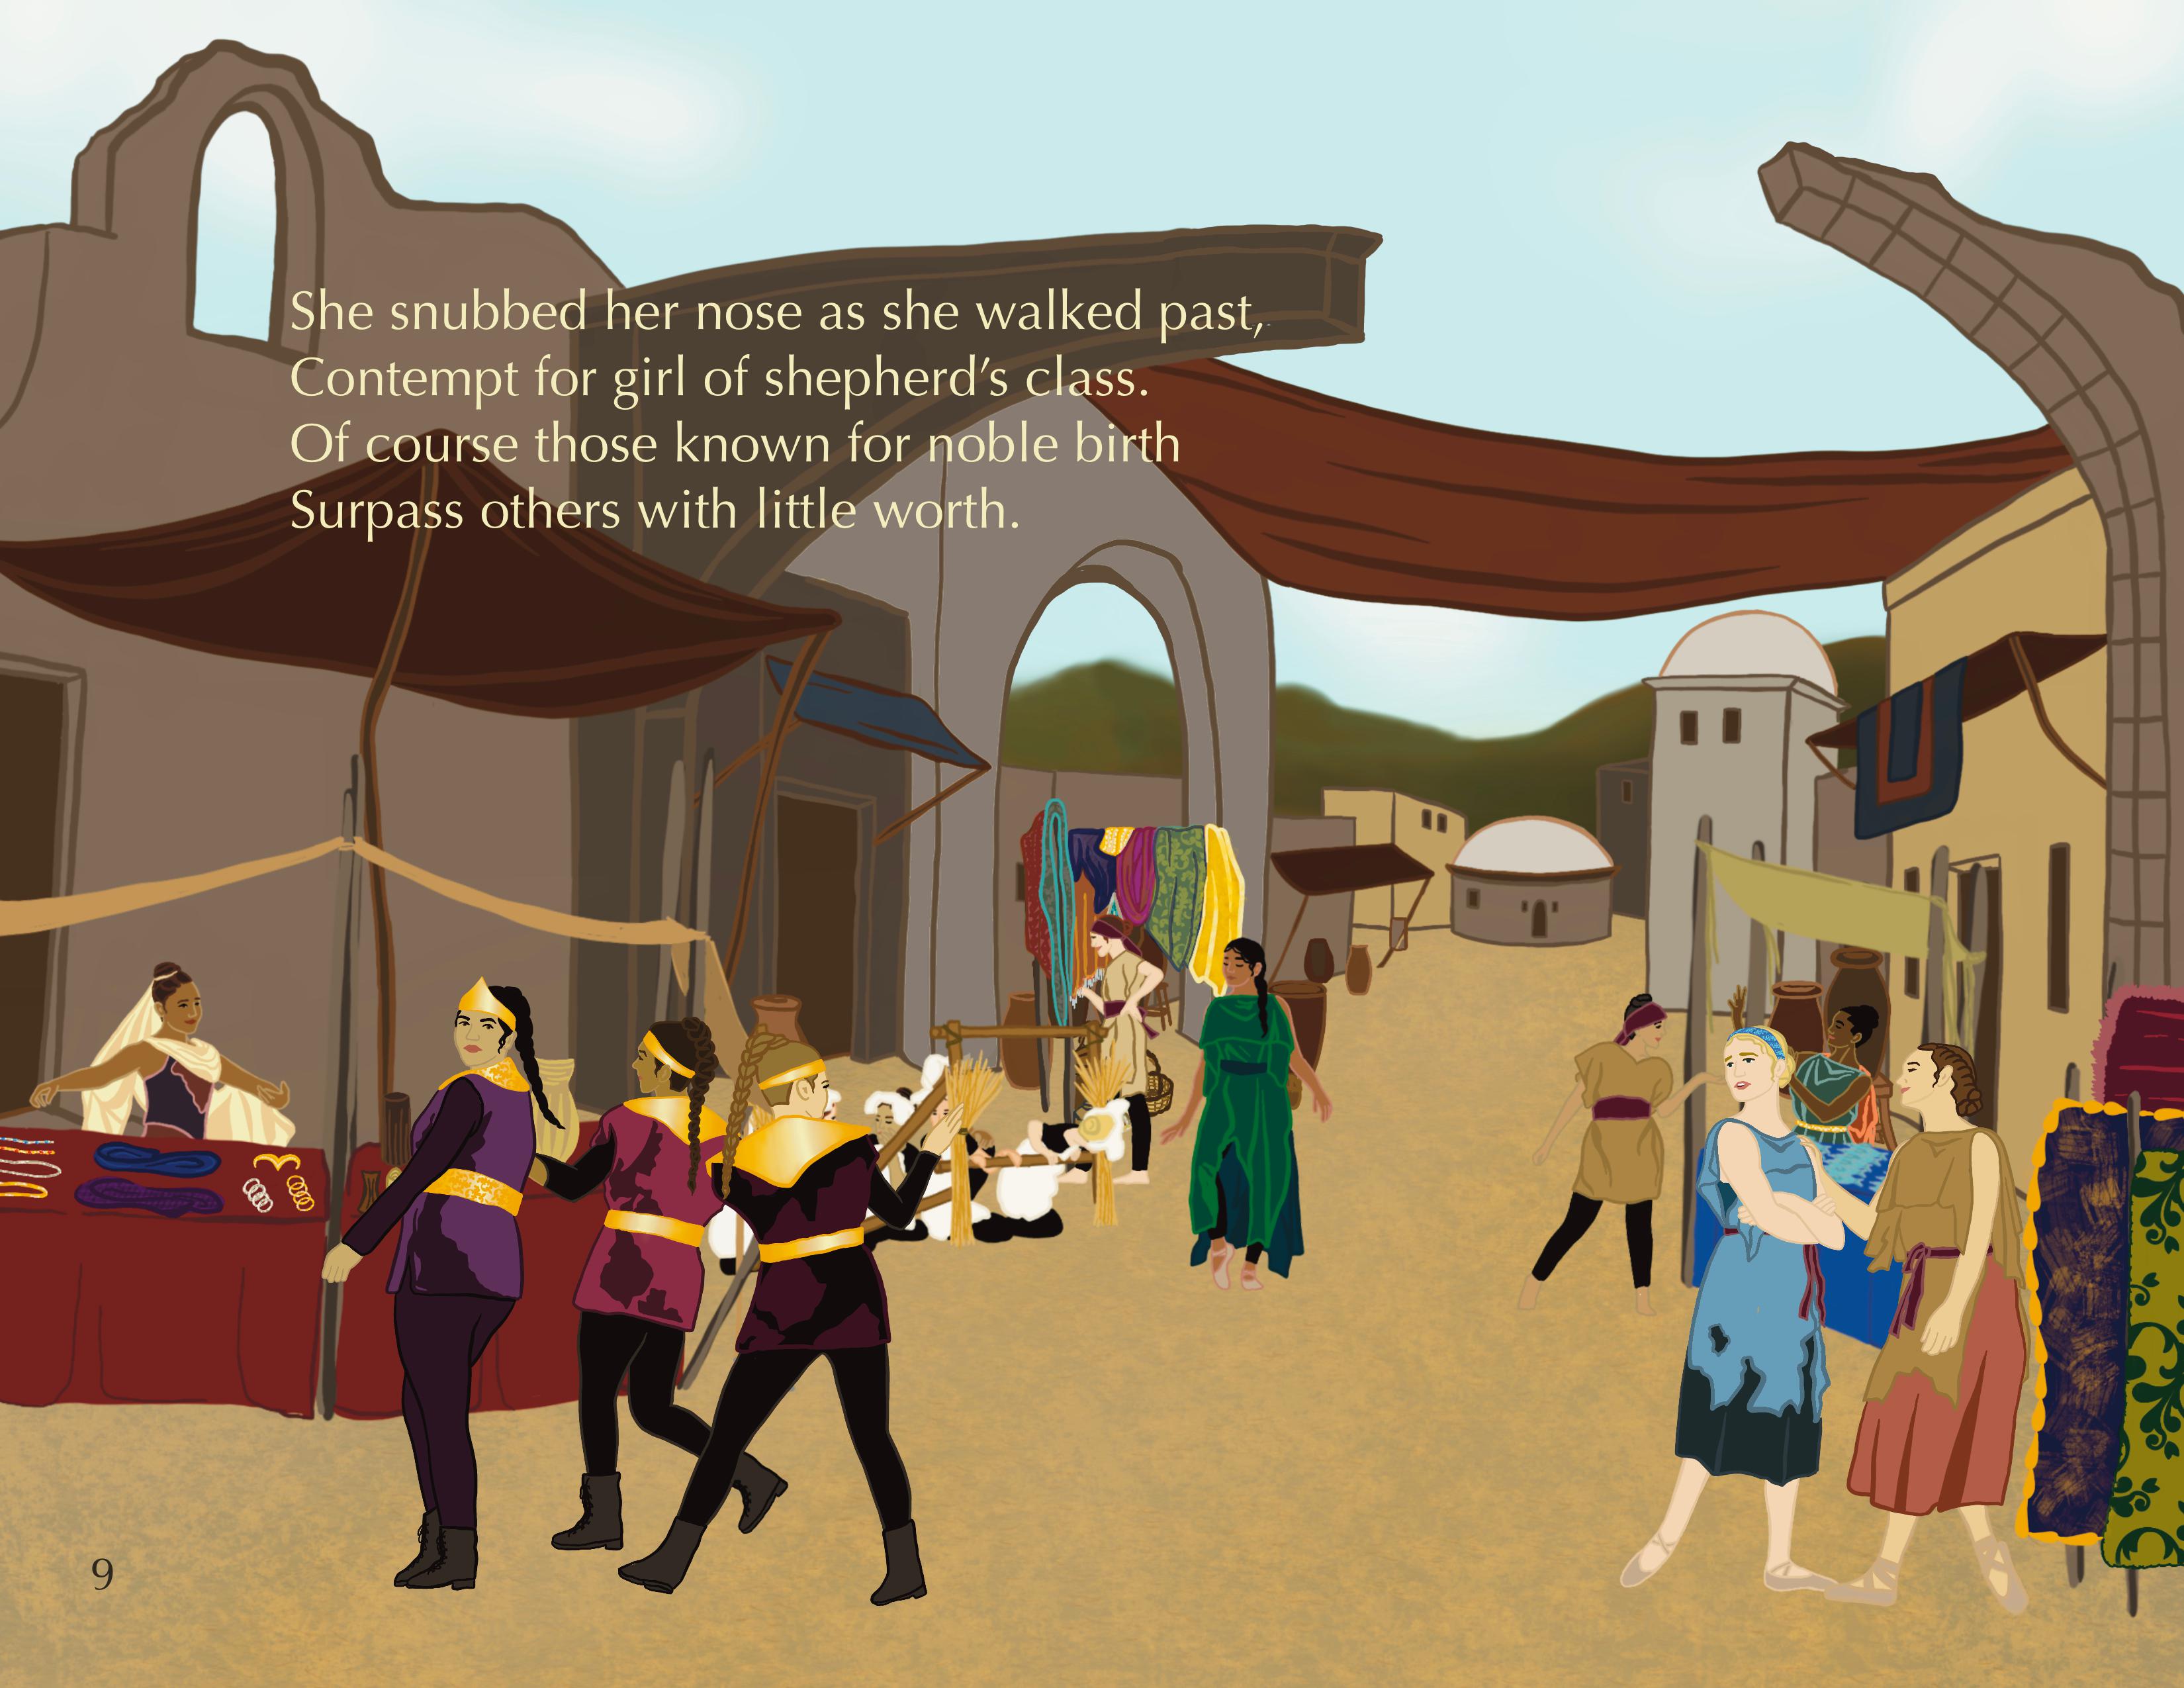 She snubbed her nose as she walked past,
Contempt for girl of shepherd’s class.
Of course those known for noble birth
Surpass others with little worth.
9